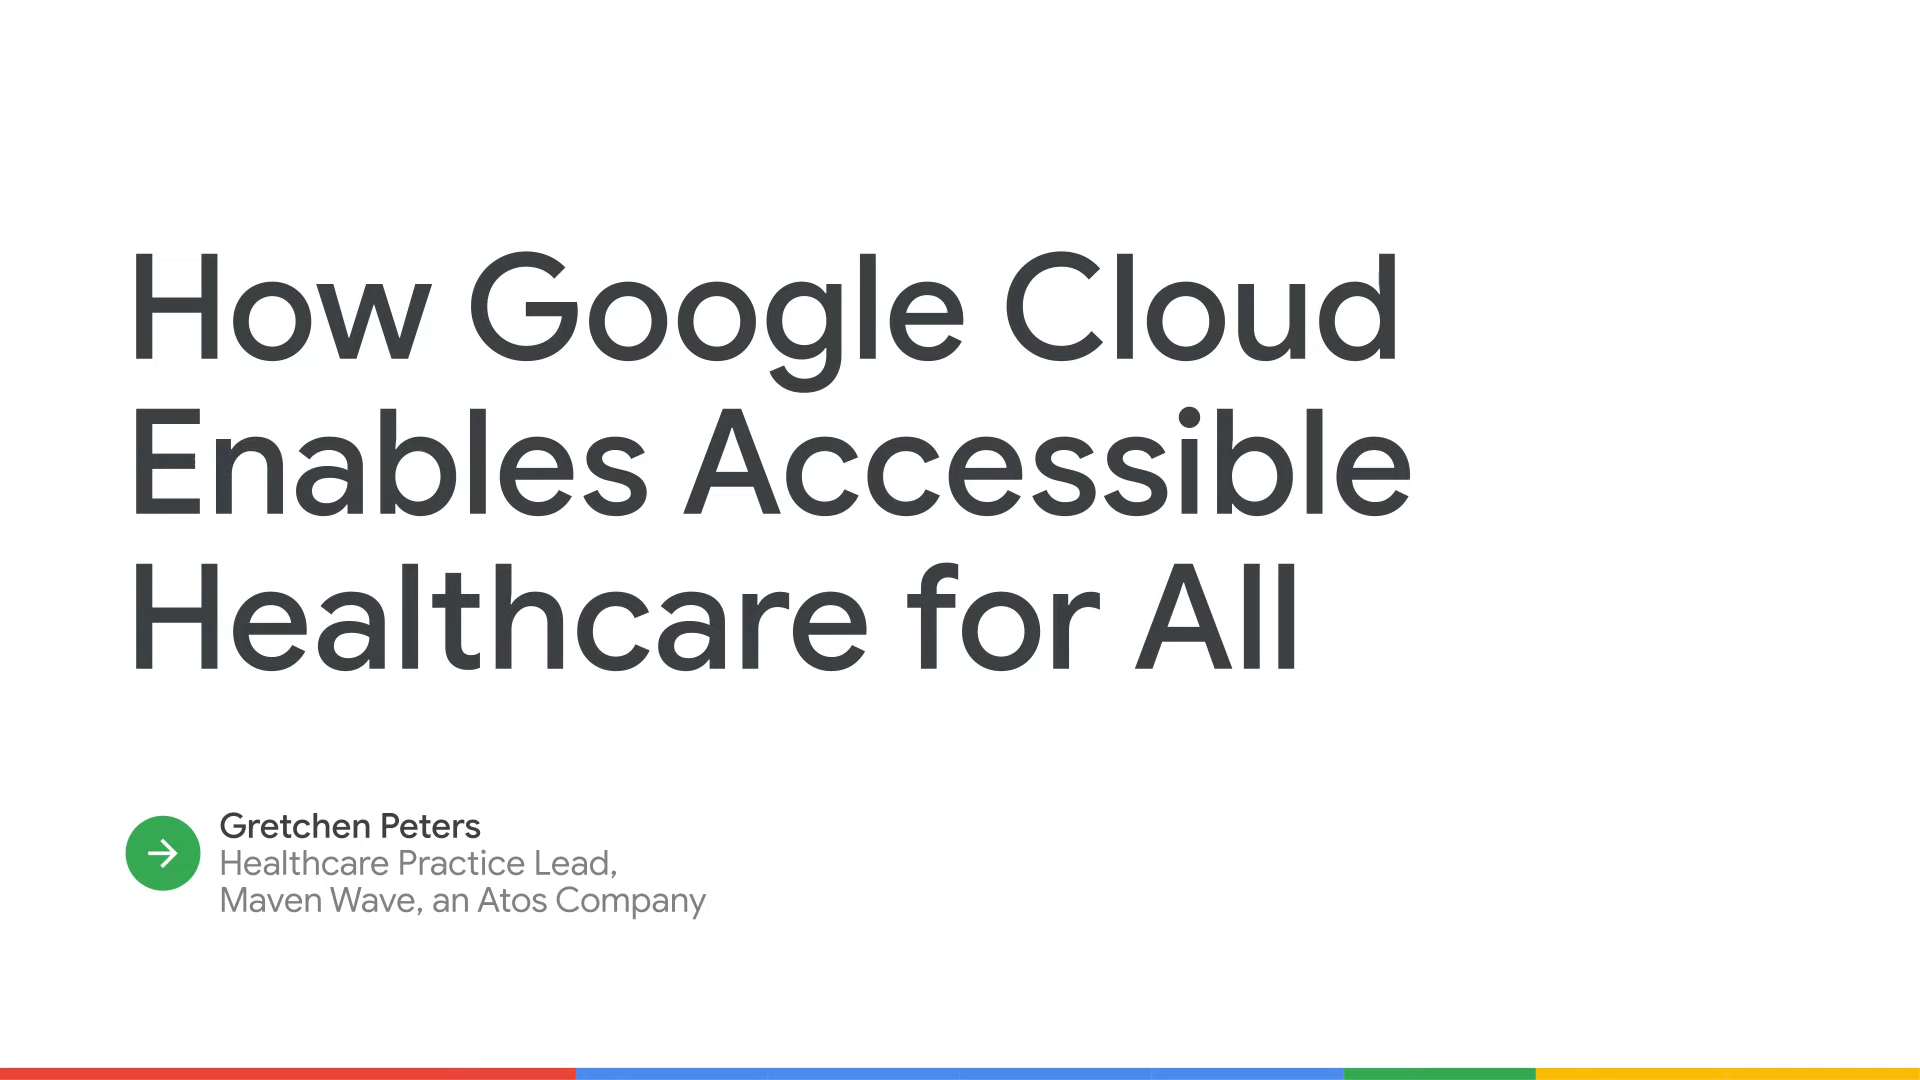 How Google Cloud
Enables Accessible
Healthcare for All
Gretchen Peters
Healthcare Practice Lead,
Maven Wave, an Atos Company